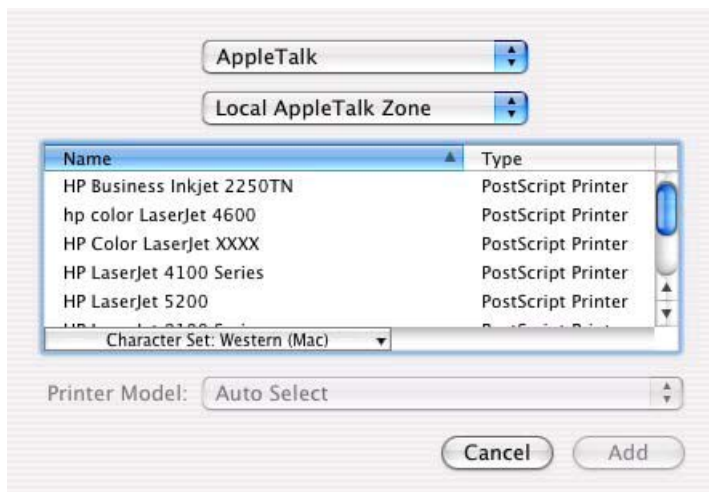 AppleTalk
Local AppleTalk Zone
Name Type
HP Business Inkjet 2250TN PostScript Printer
hp color LaserJet 4600 PostScript Printer
HP Color LaserJet XXXX PostScript Printer
HP LaserJet 4100 Series PostScript Printer
HP LaserJet 5200 PostScript Printer
Character Set: Western (Mac)
Printer Model: Auto Select
Cancel Add